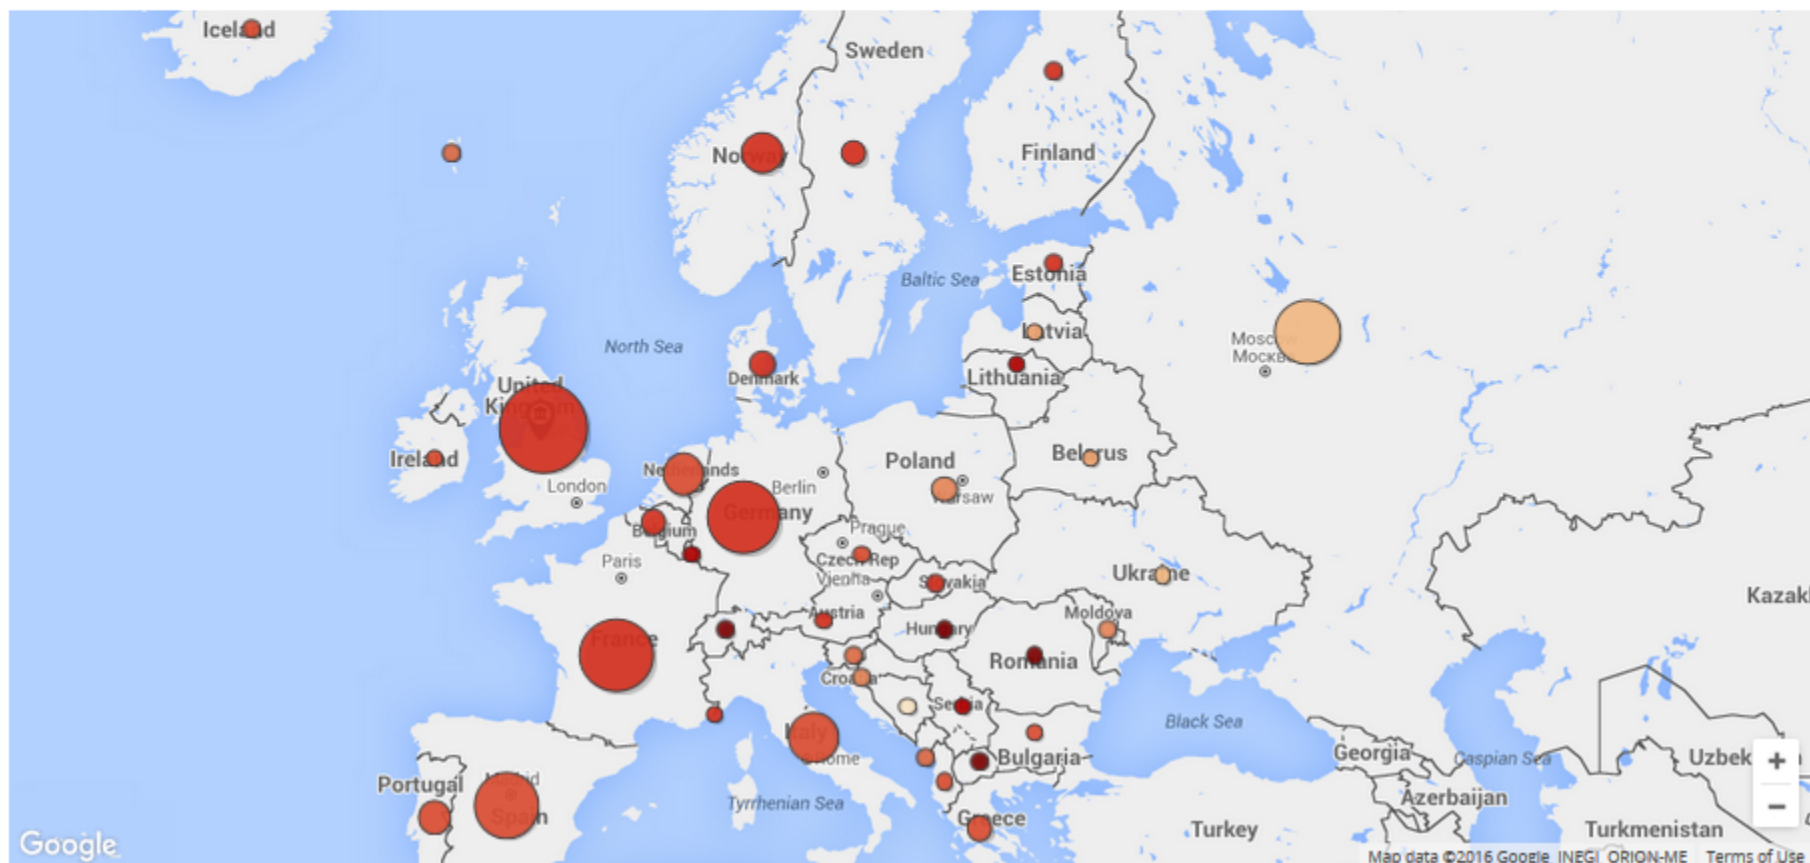 Iceland
Sweden
Norway
Finland
Baltic Sea
Estonia
Latvia
Lithuania
Moscow
Москва
North Sea
Denmark
United
Kingdom
Ireland
London
Netherlands
Berlin
Germany
Poland
Warsaw
Belarus
Belgium
Prague
Czech Rep
Paris
Vienna
Slovakia
Ukraine
Kazak
Austria
Hungary
Moldova
France
Romania
Croatia
Serbia
Black Sea
Italy
Rome
Bulgaria
Georgia
Caspian Sea
Uzbek
Portugal
Madrid
Spain
Tyrrhenian Sea
Greece
Azerbaijan
Turkey
Turkmenistan
+
−
Google
Map data ©2016 Google, INEGI, ORION-ME
Terms of Use